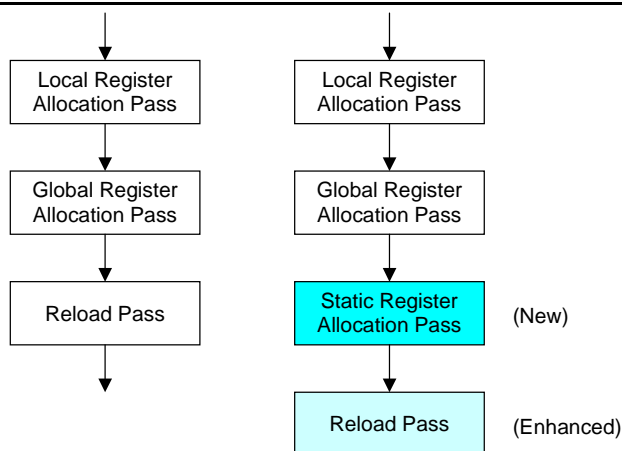 Local Register
Allocation Pass
Global Register
Allocation Pass
Reload Pass
Local Register
Allocation Pass
Global Register
Allocation Pass
Static Register
Allocation Pass
(New)
Reload Pass
(Enhanced)